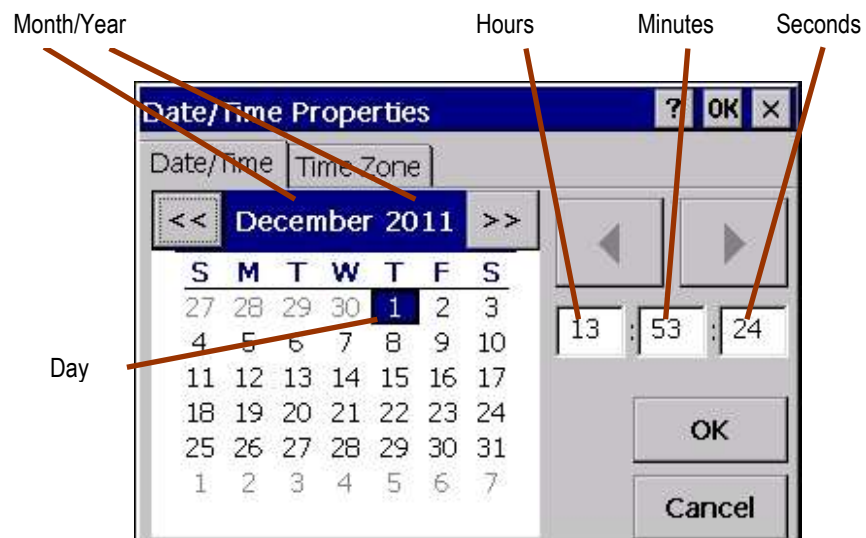 Month/Year Hours Minutes Seconds
Date/Time Properties ? OK ×
Date/Time Time Zone
<< December 2011 >>
S M T W T F S
27 28 29 30 1 2 3
13 : 53 : 24
4 5 6 7 8 9 10
Day
11 12 13 14 15 16 17
18 19 20 21 22 23 24
OK
25 26 27 28 29 30 31
1 2 3 4 5 6 7
Cancel